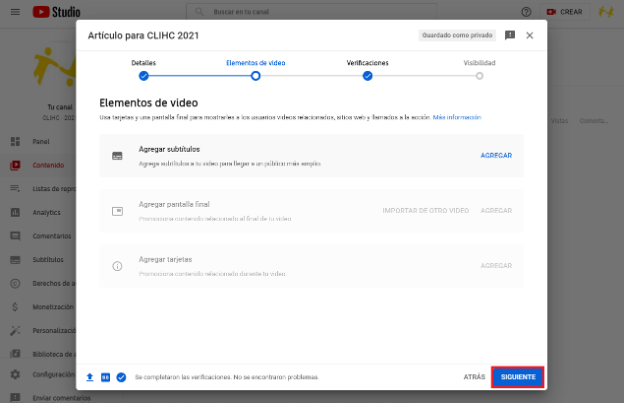 Studio
Buscar en tu canal
CREAR
Artículo para CLIHC 2021
Guardado como privado
Detalles
Elementos de video
Verificaciones
Visibilidad
Elementos de video
Usa tarjetas y una pantalla final para mostrarles a los usuarios videos relacionados, sitios web y llamados a la acción. Más información
Agregar subtítulos
Agrega subtítulos a tu video para llegar a un público más amplio.
AGREGAR
Agregar pantalla final
Promociona contenido relacionado al final de tu video.
IMPORTAR DE OTRO VIDEO
AGREGAR
Agregar tarjetas
Promociona contenido relacionado durante tu video.
AGREGAR
Se completaron las verificaciones. No se encontraron problemas.
ATRÁS
SIGUIENTE
Tu canal
CLIHC 202
Panel
Contenido
Listas de repro
Analytics
Comentarios
Subtítulos
Derechos de a
Monetización
Personalizació
Biblioteca de a
Configuración
Enviar comentarios
Vistas
Comenta...